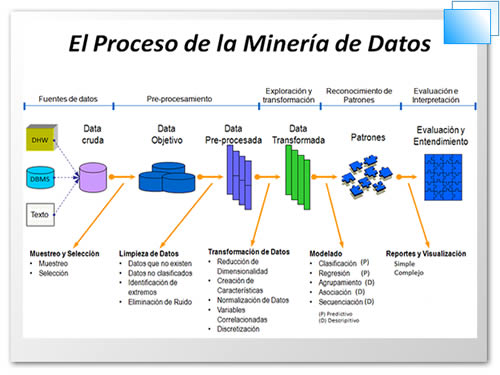 El Proceso de la Minería de Datos
Fuentes de datos
Pre-procesamiento
Exploración y
transformación
Reconocimiento de
Patrones
Evaluación e
Interpretación
DHW
DBMS
Texto
Data
cruda
Data
Objetivo
Data
Pre-procesada
Data
Transformada
Patrones
Evaluación y
Entendimiento
Muestreo y Selección
• Muestreo
• Selección
Limpieza de Datos
• Datos que no existen
• Datos no clasificados
• Identificación de
extremos
• Eliminación de Ruido
Transformación de Datos
• Reducción de
Dimensionalidad
• Creación de
Características
• Normalización de Datos
• Variables
Correlacionadas
• Discretización
Modelado
• Clasificación (P)
• Regresión (P)
• Agrupamiento (D)
• Asociación (D)
• Secuenciación (D)
(P) Predictivo
(D) Descriptivo
Reportes y Visualización
Simple
Complejo